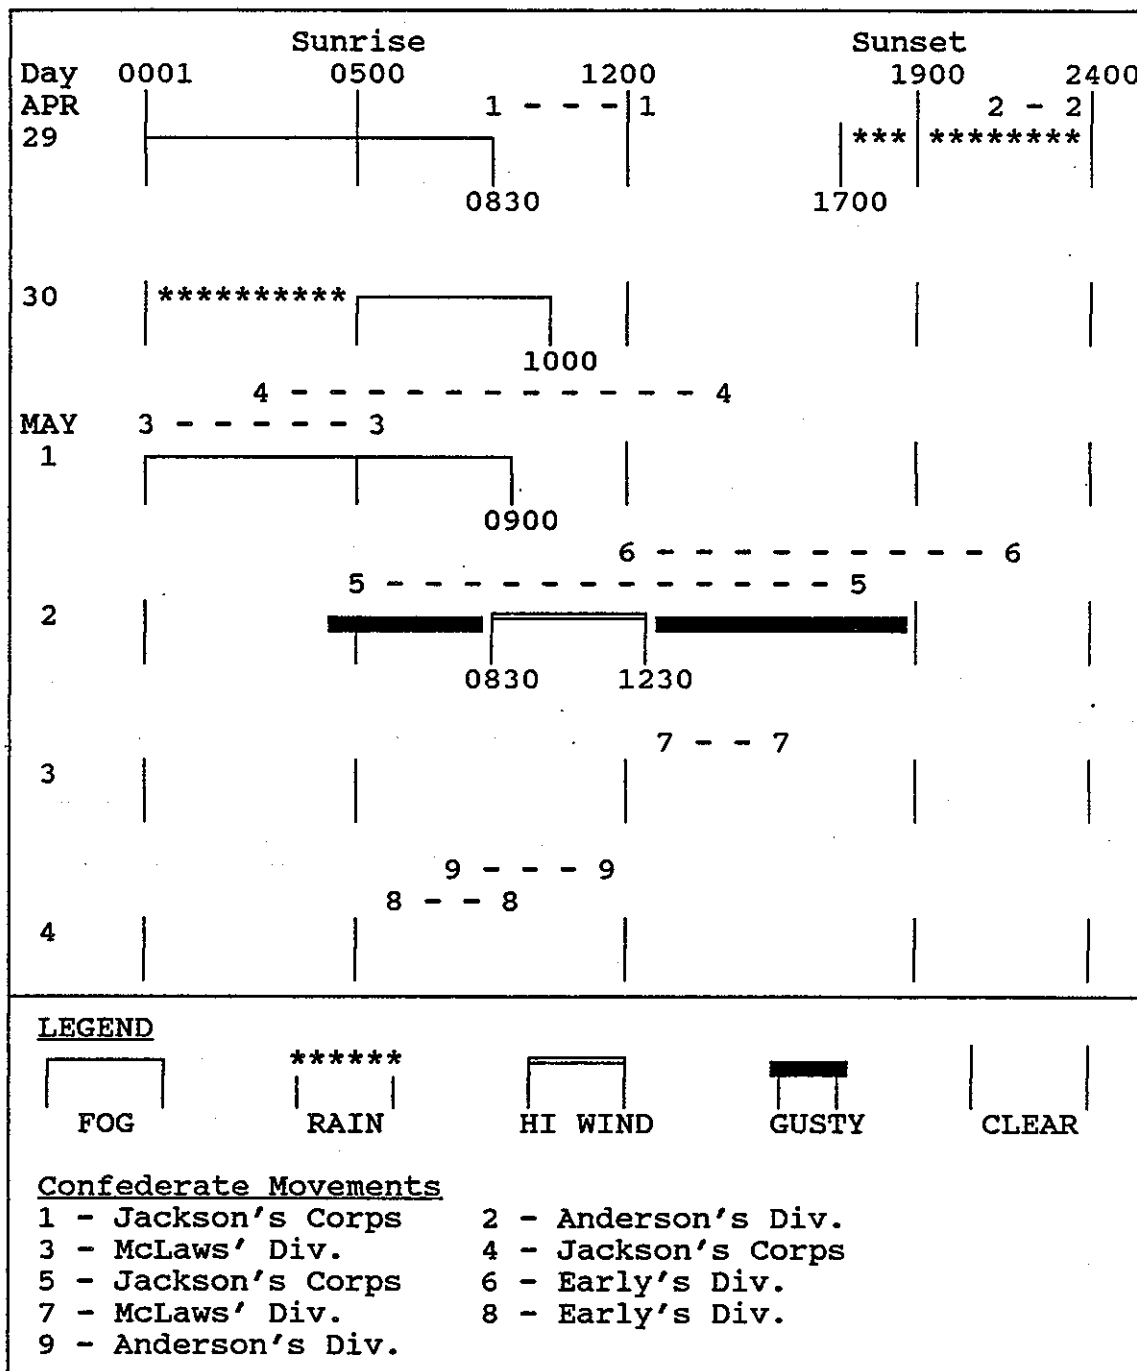 Sunrise Sunset
Day 0001 0500 1200 1900 2400
APR 1 - - - 1 2 - 2
29 *** ********
0830 1700
30 **********
1000
4 - - - - - - - - - - - 4
MAY 3 - - - - - 3
1
0900
6 - - - - - - - - - 6
5 - - - - - - - - - - - - 5
2
0830 1230
7 - - 7
3
9 - - - 9
8 - - 8
4
LEGEND
******
FOG RAIN HI WIND GUSTY CLEAR
Confederate Movements
1 - Jackson's Corps 2 - Anderson's Div.
3 - McLaws' Div. 4 - Jackson's Corps
5 - Jackson's Corps 6 - Early's Div.
7 - McLaws' Div. 8 - Early's Div.
9 - Anderson's Div.